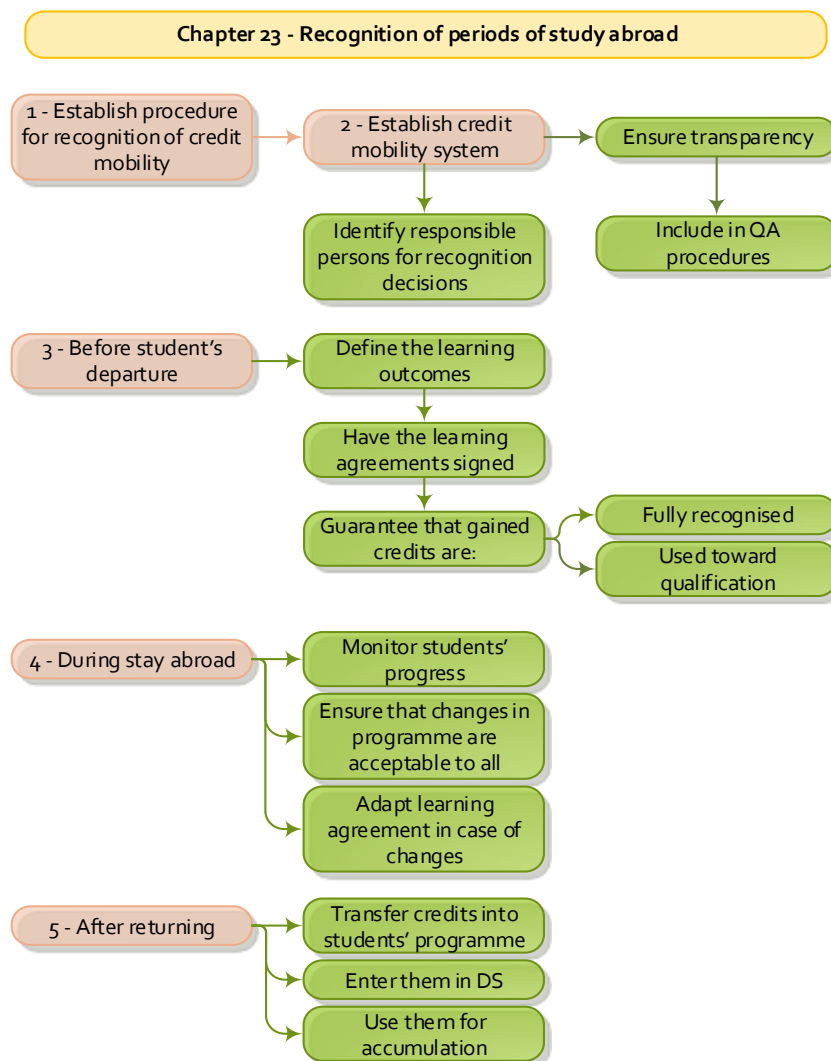 Chapter 23 - Recognition of periods of study abroad
1 - Establish procedure
for recognition of credit
mobility
2 - Establish credit
mobility system
Ensure transparency
Identify responsible
persons for recognition
decisions
Include in QA
procedures
3 - Before student’s
departure
Define the learning
outcomes
Have the learning
agreements signed
Guarantee that gained
credits are:
Fully recognised
Used toward
qualification
4 - During stay abroad
Monitor students’
progress
Ensure that changes in
programme are
acceptable to all
Adapt learning
agreement in case of
changes
5 - After returning
Transfer credits into
students’ programme
Enter them in DS
Use them for
accumulation